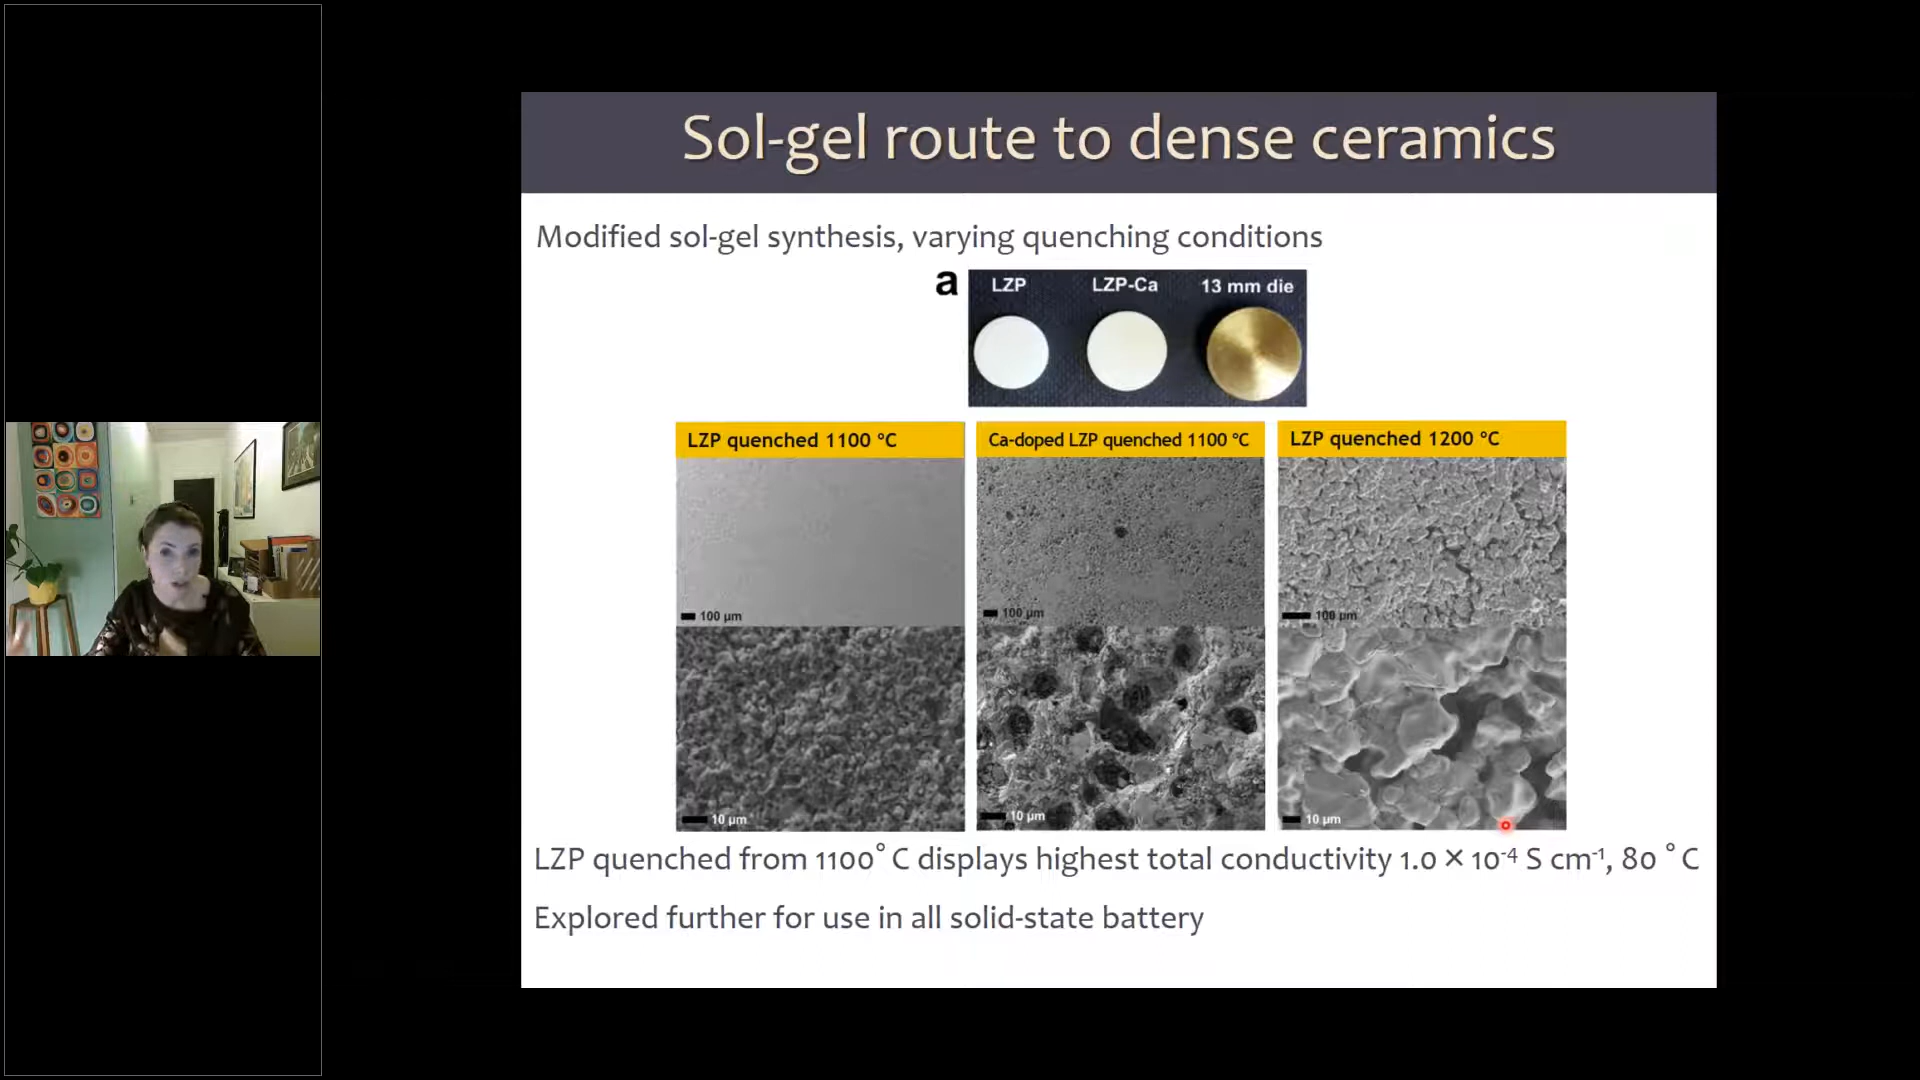 Sol-gel route to dense ceramics
Modified sol-gel synthesis, varying quenching conditions
a
LZP
LZP-Ca
13 mm die
LZP quenched 1100 °C
Ca-doped LZP quenched 1100 °C
LZP quenched 1200 °C
100 µm
100 µm
100 µm
10 µm
10 µm
10 µm
LZP quenched from 1100° C displays highest total conductivity 1.0 × 10⁻⁴ S cm⁻¹, 80 ° C
Explored further for use in all solid-state battery